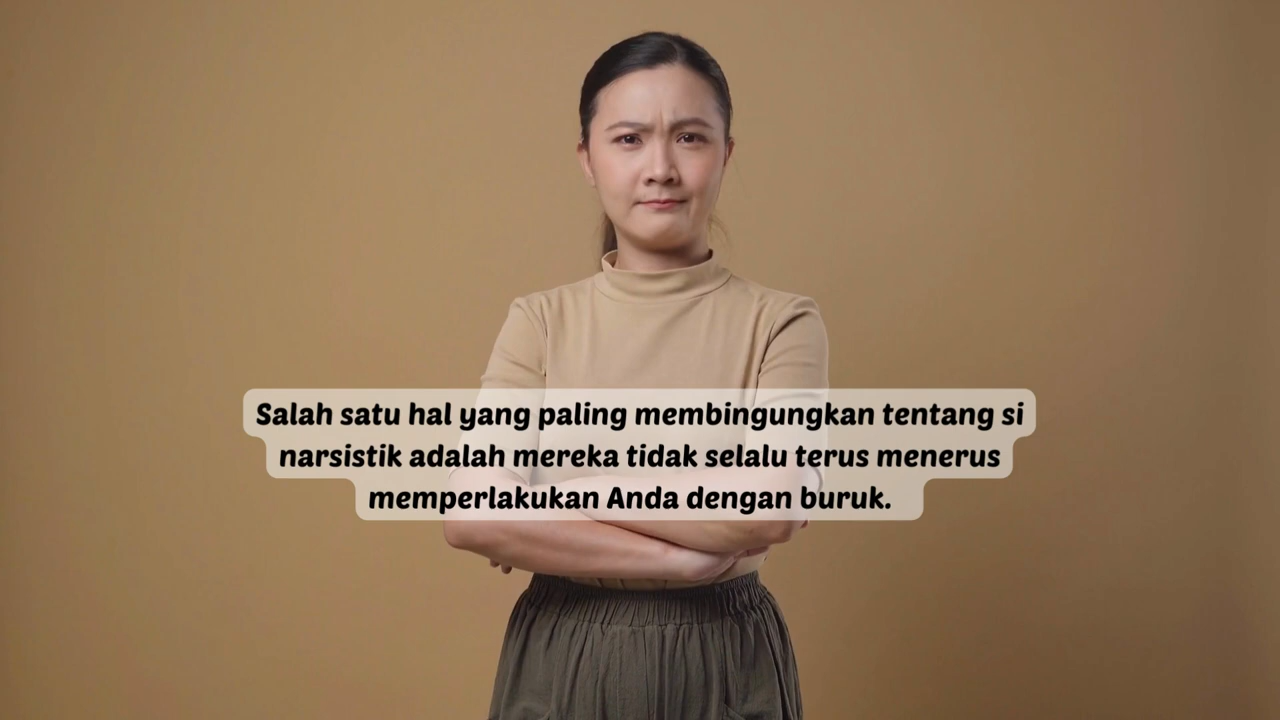 Salah satu hal yang paling membingungkan tentang si
narsistik adalah mereka tidak selalu terus menerus
memperlakukan Anda dengan buruk.